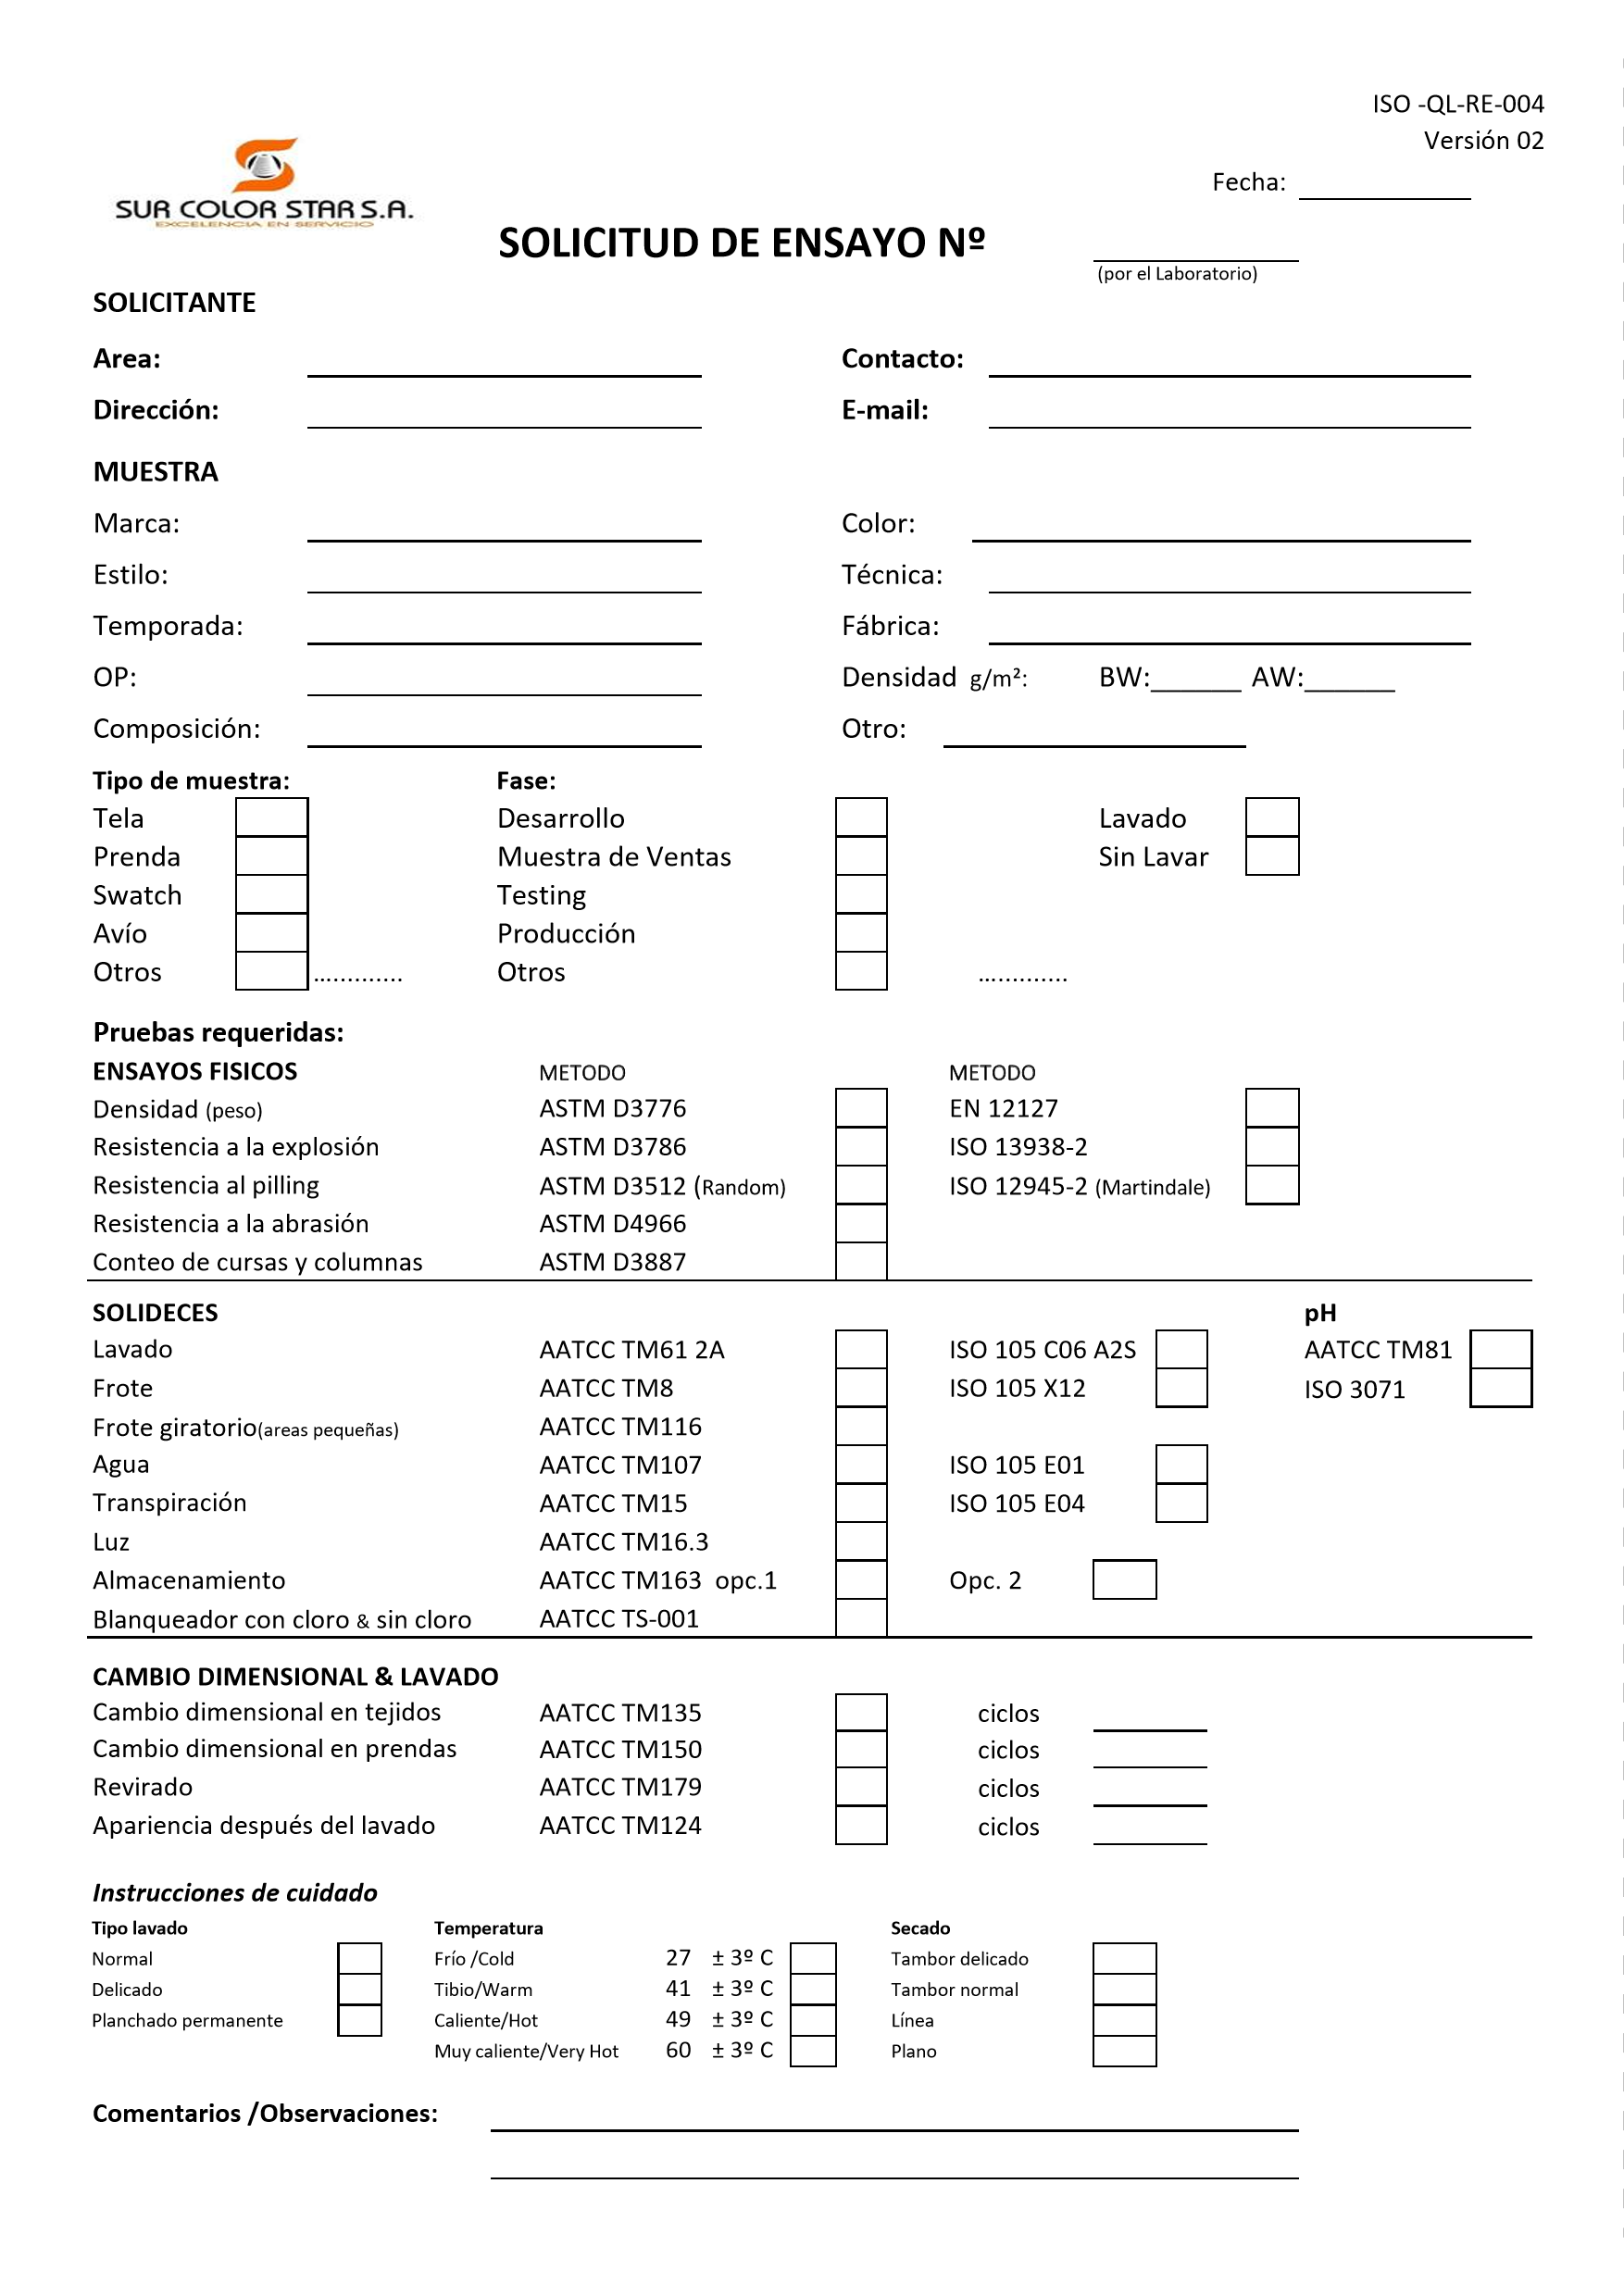 ISO -QL-RE-004
Versión 02
Fecha:
SUR COLOR STAR S.A.
EXCELENCIA EN SERVICIO
SOLICITUD DE ENSAYO Nº
(por el Laboratorio)
SOLICITANTE
Area: Contacto:
Dirección: E-mail:
MUESTRA
Marca: Color:
Estilo: Técnica:
Temporada: Fábrica:
OP: Densidad g/m²: BW:______ AW:______
Composición: Otro:
Tipo de muestra: Fase:
Tela Desarrollo Lavado
Prenda Muestra de Ventas Sin Lavar
Swatch Testing
Avío Producción
Otros ............ Otros ............
Pruebas requeridas:
ENSAYOS FISICOS METODO METODO
Densidad (peso) ASTM D3776 EN 12127
Resistencia a la explosión ASTM D3786 ISO 13938-2
Resistencia al pilling ASTM D3512 (Random) ISO 12945-2 (Martindale)
Resistencia a la abrasión ASTM D4966
Conteo de cursas y columnas ASTM D3887
SOLIDECES pH
Lavado AATCC TM61 2A ISO 105 C06 A2S AATCC TM81
Frote AATCC TM8 ISO 105 X12 ISO 3071
Frote giratorio(areas pequeñas) AATCC TM116
Agua AATCC TM107 ISO 105 E01
Transpiración AATCC TM15 ISO 105 E04
Luz AATCC TM16.3
Almacenamiento AATCC TM163 opc.1 Opc. 2
Blanqueador con cloro & sin cloro AATCC TS-001
CAMBIO DIMENSIONAL & LAVADO
Cambio dimensional en tejidos AATCC TM135 ciclos
Cambio dimensional en prendas AATCC TM150 ciclos
Revirado AATCC TM179 ciclos
Apariencia después del lavado AATCC TM124 ciclos
Instrucciones de cuidado
Tipo lavado Temperatura Secado
Normal Frío /Cold 27 ± 3º C Tambor delicado
Delicado Tibio/Warm 41 ± 3º C Tambor normal
Planchado permanente Caliente/Hot 49 ± 3º C Línea
Muy caliente/Very Hot 60 ± 3º C Plano
Comentarios /Observaciones: